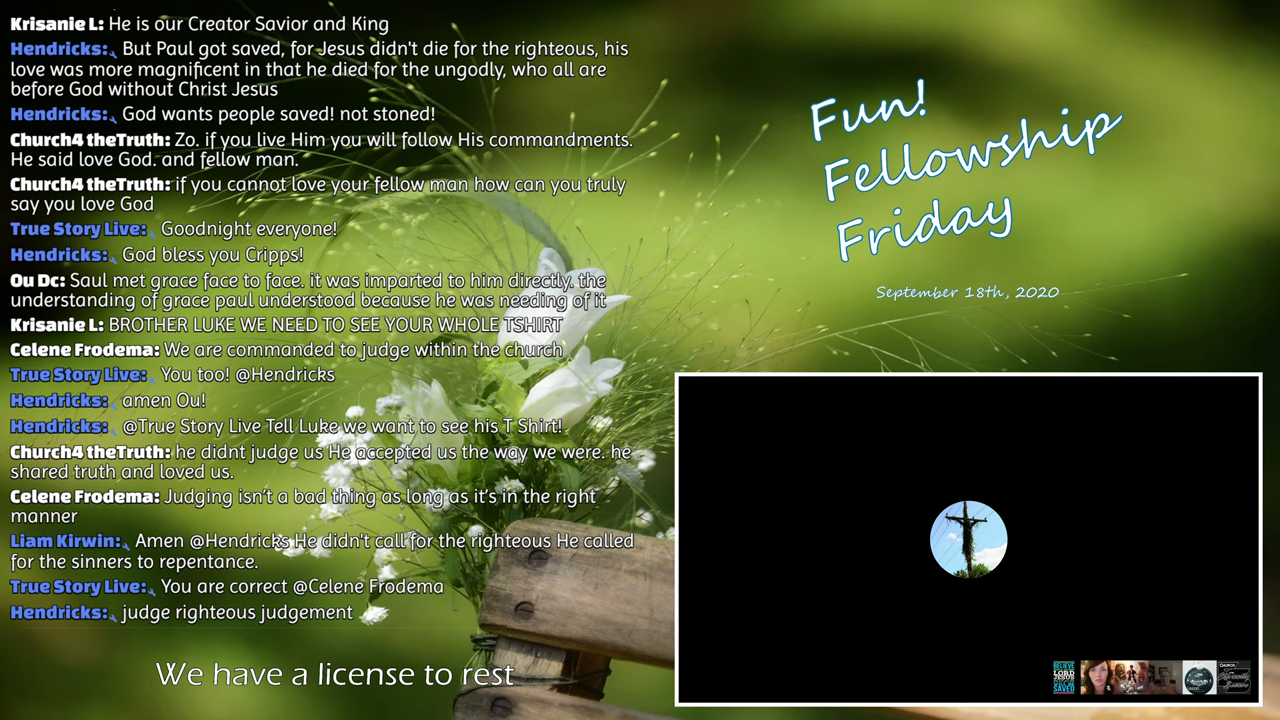 Krisanie L: He is our Creator Savior and King
Hendricks: But Paul got saved, for Jesus didn't die for the righteous, his
love was more magnificent in that he died for the ungodly, who all are
before God without Christ Jesus
Hendricks: God wants people saved! not stoned!
Church4 theTruth: Zo. if you live Him you will follow His commandments.
He said love God. and fellow man.
Church4 theTruth: if you cannot love your fellow man how can you truly
say you love God
True Story Live: Goodnight everyone!
Hendricks: God bless you Cripps!
Ou Dc: Saul met grace face to face. it was imparted to him directly. the
understanding of grace paul understood because he was needing of it
Krisanie L: BROTHER LUKE WE NEED TO SEE YOUR WHOLE TSHIRT
Celene Frodema: We are commanded to judge within the church
True Story Live: You too! @Hendricks
Hendricks: amen Ou!
Hendricks: @True Story Live Tell Luke we want to see his T Shirt!
Church4 theTruth: he didnt judge us He accepted us the way we were. he
shared truth and loved us.
Celene Frodema: Judging isn't a bad thing as long as it's in the right
manner
Liam Kirwin: Amen @Hendricks He didn't call for the righteous He called
for the sinners to repentance.
True Story Live: You are correct @Celene Frodema
Hendricks: judge righteous judgement
We have a license to rest
Fun!
Fellowship
Friday
September 18th, 2020
BELIEVE
LORD
JESUS
SAVED
CHURCH